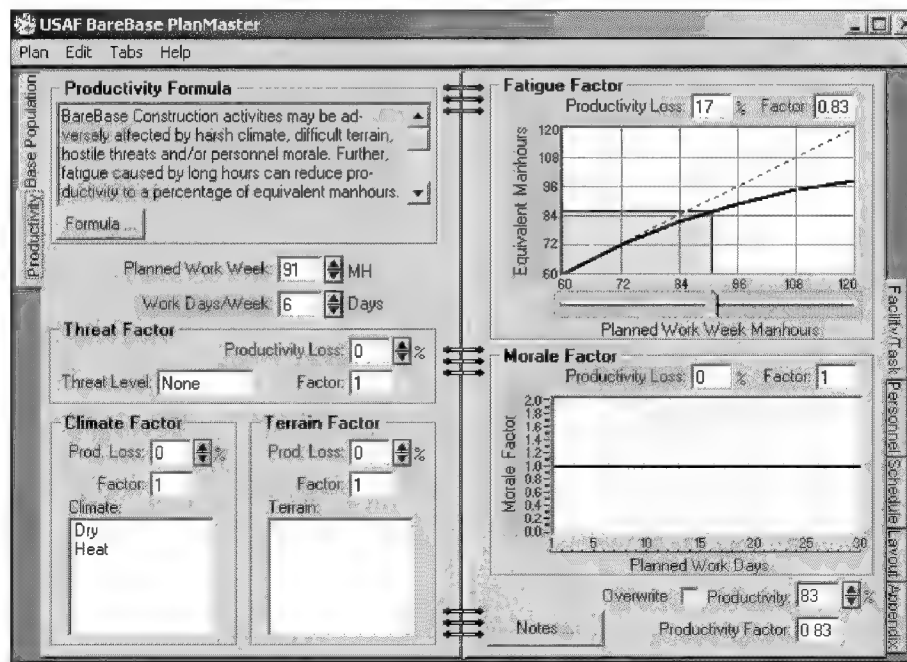 USAF BareBase PlanMaster
Plan Edit Tabs Help
Base Population
Productivity
Productivity Formula
BareBase Construction activities may be ad-
versely affected by harsh climate, difficult terrain,
hostile threats and/or personnel morale. Further,
fatigue caused by long hours can reduce pro-
ductivity to a percentage of equivalent manhours.
Formula ...
Planned Work Week: 91 MH
Work Days/Week: 6 Days
Threat Factor
Productivity Loss: 0 %
Threat Level: None Factor: 1
Climate Factor
Prod. Loss: 0 %
Factor: 1
Climate:
Dry
Heat
Terrain Factor
Prod. Loss: 0 %
Factor: 1
Terrain:
Fatigue Factor
Productivity Loss: 17 % Factor: 0.83
Equivalent Manhours
120
108
96
84
72
60
60 72 84 96 108 120
Planned Work Week Manhours
Morale Factor
Productivity Loss: 0 % Factor: 1
Morale Factor
2.0
1.8
1.6
1.4
1.2
1.0
0.8
0.6
0.4
0.2
0.0
1 5 10 15 20 25 30
Planned Work Days
Overwrite Productivity: 83 %
Notes ... Productivity Factor: 0.83
Facility/Task
Personnel
Schedule
Layout
Appendix